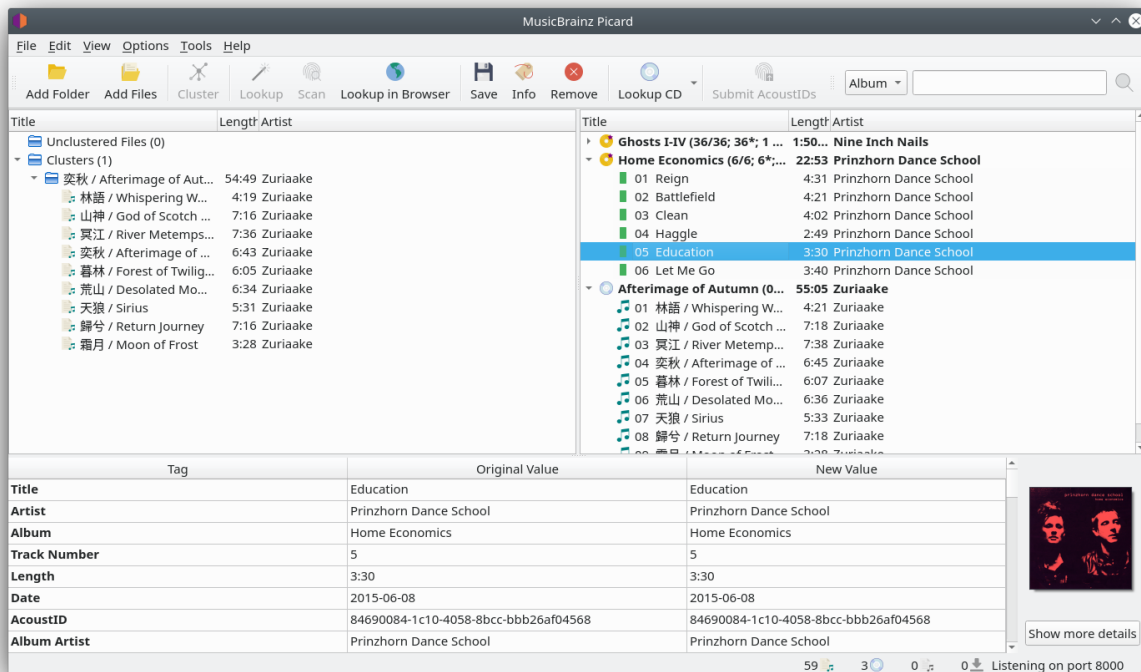 MusicBrainz Picard
File Edit View Options Tools Help
Add Folder Add Files Cluster Lookup Scan Lookup in Browser Save Info Remove Lookup CD Submit AcoustIDs Album
Title Length Artist
Unclustered Files (0)
Clusters (1)
奕秋 / Afterimage of Aut... 54:49 Zuriaake
林語 / Whispering W... 4:19 Zuriaake
山神 / God of Scotch ... 7:16 Zuriaake
冥江 / River Metemps... 7:36 Zuriaake
奕秋 / Afterimage of ... 6:43 Zuriaake
暮林 / Forest of Twilig... 6:05 Zuriaake
荒山 / Desolated Mo... 6:34 Zuriaake
天狼 / Sirius 5:31 Zuriaake
歸兮 / Return Journey 7:16 Zuriaake
霜月 / Moon of Frost 3:28 Zuriaake
Title Length Artist
Ghosts I-IV (36/36; 36*; 1 ... 1:50... Nine Inch Nails
Home Economics (6/6; 6*;... 22:53 Prinzhorn Dance School
01 Reign 4:31 Prinzhorn Dance School
02 Battlefield 4:21 Prinzhorn Dance School
03 Clean 4:02 Prinzhorn Dance School
04 Haggle 2:49 Prinzhorn Dance School
05 Education 3:30 Prinzhorn Dance School
06 Let Me Go 3:40 Prinzhorn Dance School
Afterimage of Autumn (0... 55:05 Zuriaake
01 林語 / Whispering W... 4:21 Zuriaake
02 山神 / God of Scotch ... 7:18 Zuriaake
03 冥江 / River Metemp... 7:38 Zuriaake
04 奕秋 / Afterimage of ... 6:45 Zuriaake
05 暮林 / Forest of Twili... 6:07 Zuriaake
06 荒山 / Desolated Mo... 6:36 Zuriaake
07 天狼 / Sirius 5:33 Zuriaake
08 歸兮 / Return Journey 7:18 Zuriaake
09 霜月 / Moon of Frost 3:28 Zuriaake
Tag Original Value New Value
Title Education Education
Artist Prinzhorn Dance School Prinzhorn Dance School
Album Home Economics Home Economics
Track Number 5 5
Length 3:30 3:30
Date 2015-06-08 2015-06-08
AcoustID 84690084-1c10-4058-8bcc-bbb26af04568 84690084-1c10-4058-8bcc-bbb26af04568
Album Artist Prinzhorn Dance School Prinzhorn Dance School
prinzhorn dance school
home economics
Show more details
59 3 0 0 Listening on port 8000